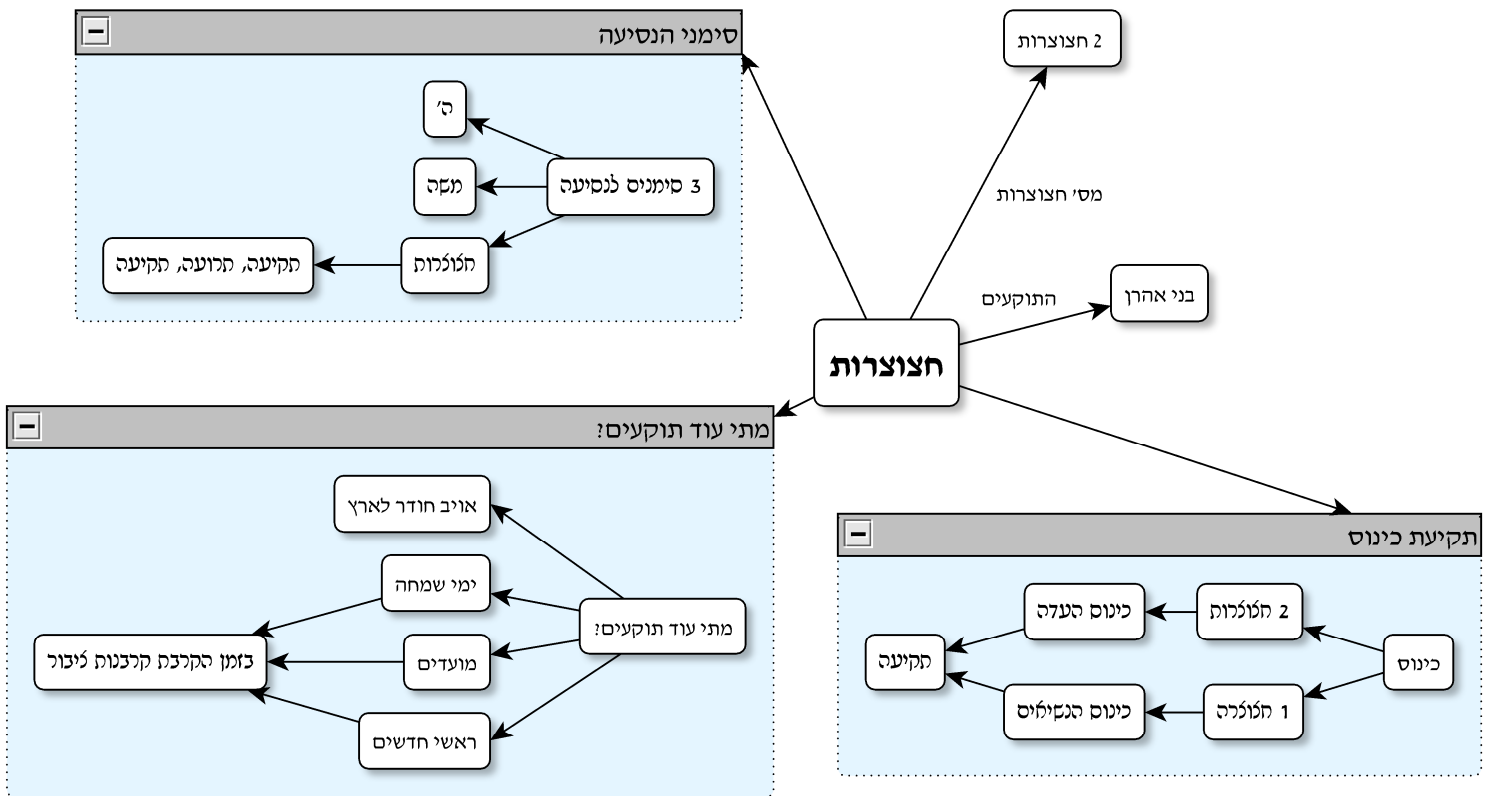 סימני הנסיעה
ה'
3 סימנים לנסיעה
משה
חצוצרות
תקיעה, תרועה, תקיעה
2 חצוצרות
מס' חצוצרות
התוקעים
בני אהרן
חצוצרות
מתי עוד תוקעים?
אויב חודר לארץ
ימי שמחה
מתי עוד תוקעים?
מועדים
בזמן הקרבת קרבנות ציבור
ראשי חדשים
תקיעת כינוס
2 חצוצרות
כינוס העדה
כינוס
תקיעה
1 חצוצרה
כינוס הנשיאים